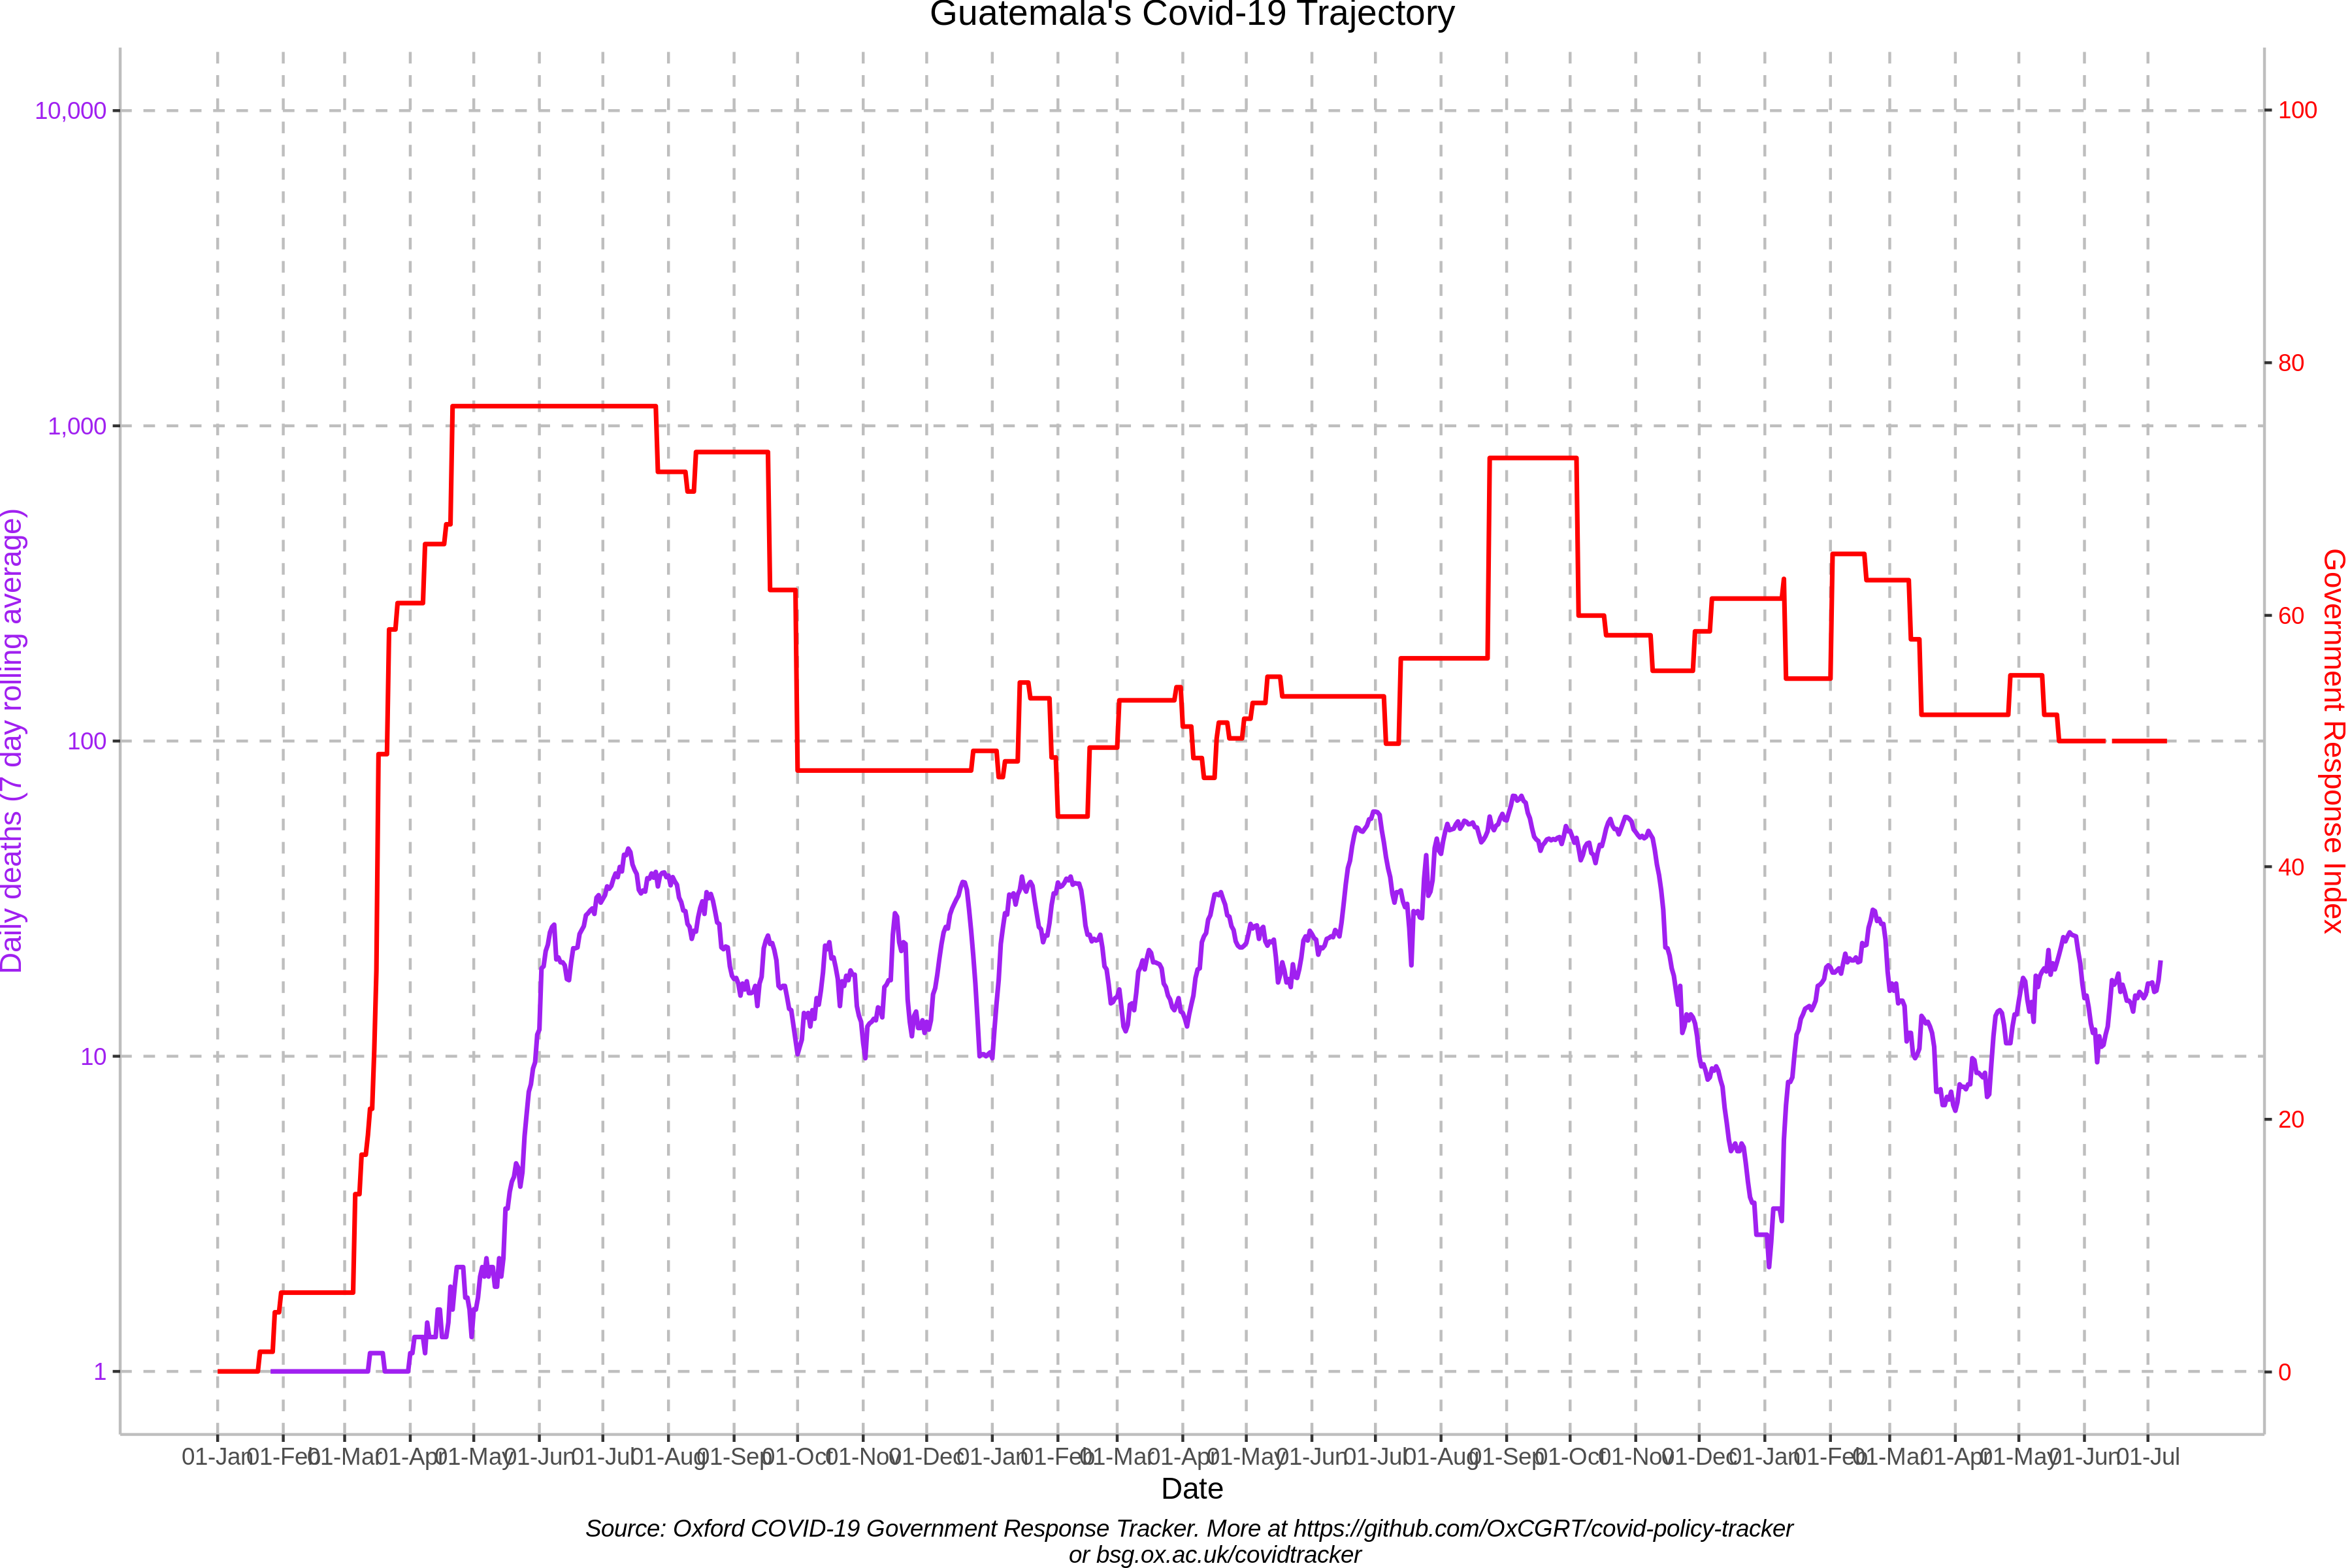 Guatemala's Covid-19 Trajectory
10,000
1,000
100
10
1
Daily deaths (7 day rolling average)
100
80
60
40
20
0
Government Response Index
01-Jan 01-Feb 01-Mar 01-Apr 01-May 01-Jun 01-Jul 01-Aug 01-Sep 01-Oct 01-Nov 01-Dec 01-Jan 01-Feb 01-Mar 01-Apr 01-May 01-Jun 01-Jul 01-Aug 01-Sep 01-Oct 01-Nov 01-Dec 01-Jan 01-Feb 01-Mar 01-Apr 01-May 01-Jun 01-Jul
Date
Source: Oxford COVID-19 Government Response Tracker. More at https://github.com/OxCGRT/covid-policy-tracker
or bsg.ox.ac.uk/covidtracker